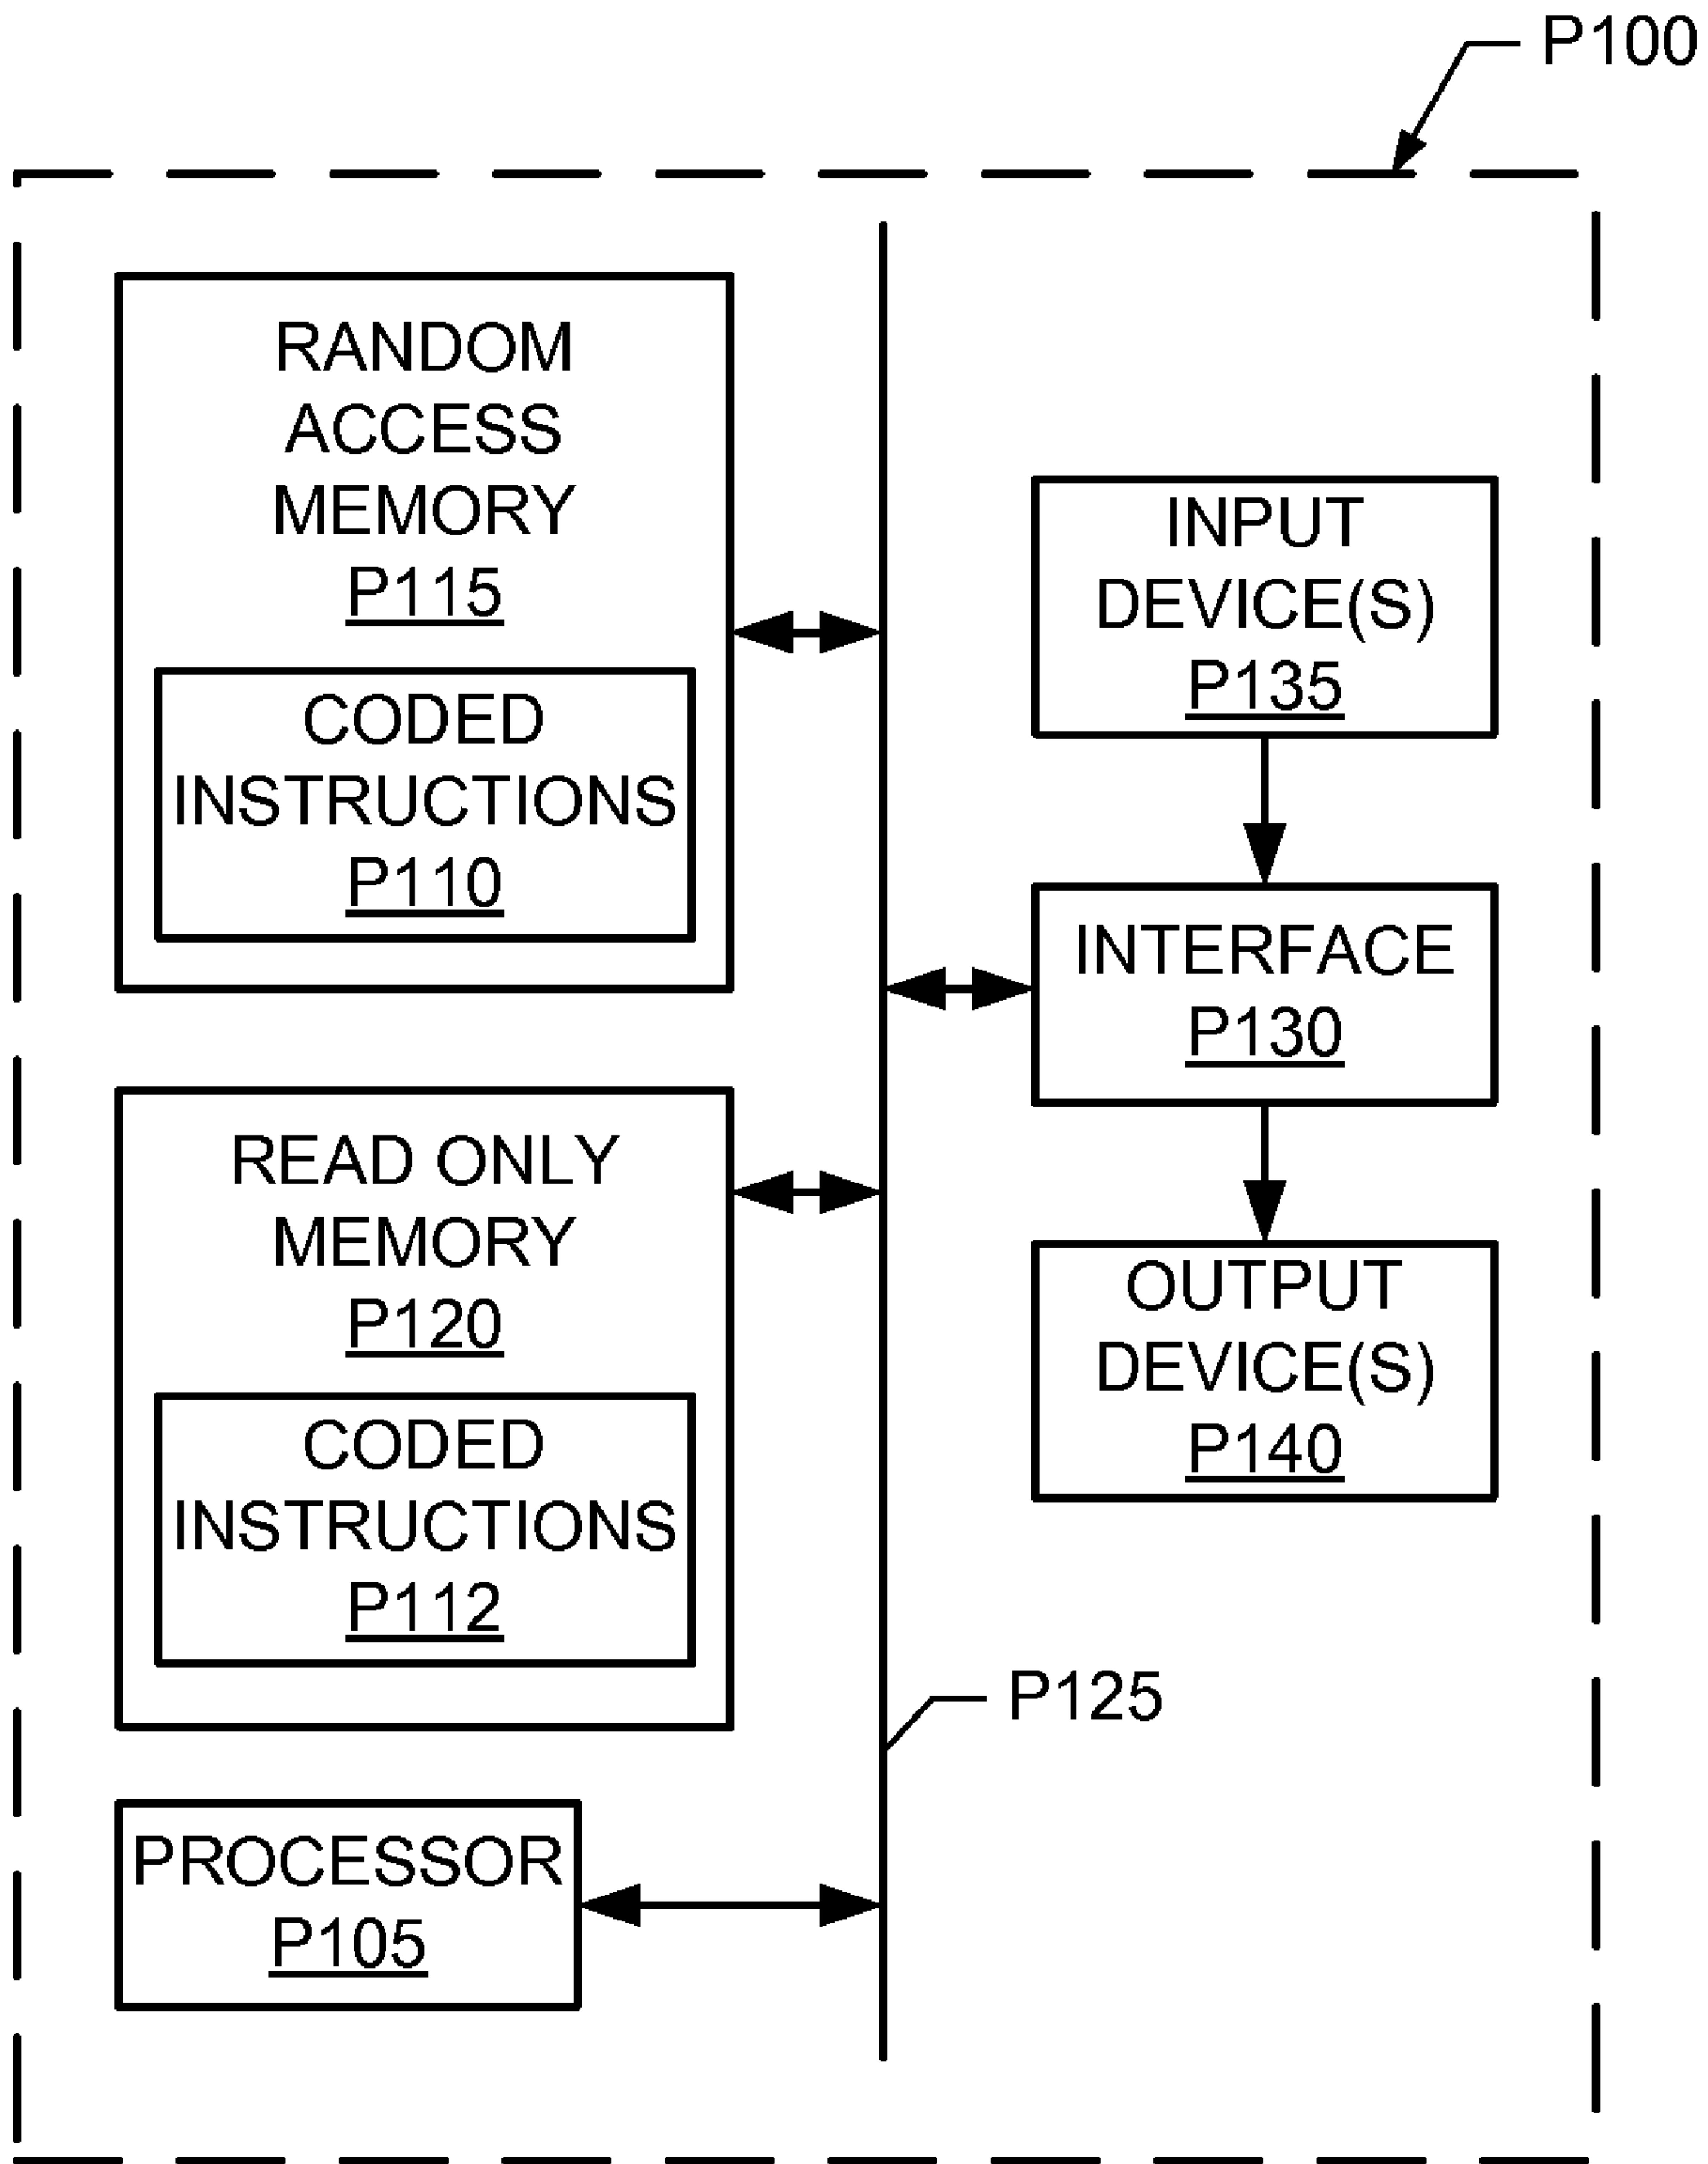 P100
RANDOM
ACCESS
MEMORY
P115
CODED
INSTRUCTIONS
P110
READ ONLY
MEMORY
P120
CODED
INSTRUCTIONS
P112
PROCESSOR
P105
INPUT
DEVICE(S)
P135
INTERFACE
P130
OUTPUT
DEVICE(S)
P140
P125